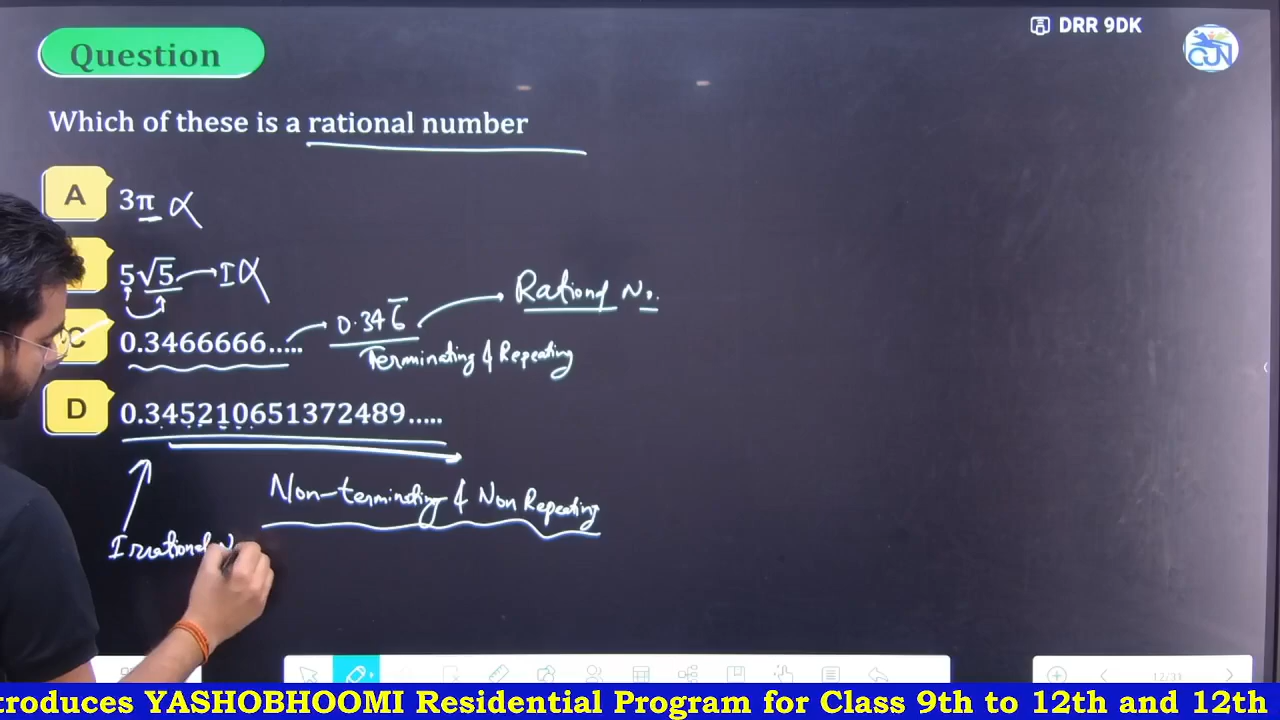 DRR 9DK
CUN
Question
Which of these is a rational number
A 3π
5√5 → I
C 0.3466666..... 0.346̅ Rational No.
Terminating & Repeating
D 0.345210651372489.....
Non-terminating & Non Repeating
Irrational N
troduces YASHOBHOOMI Residential Program for Class 9th to 12th and 12th